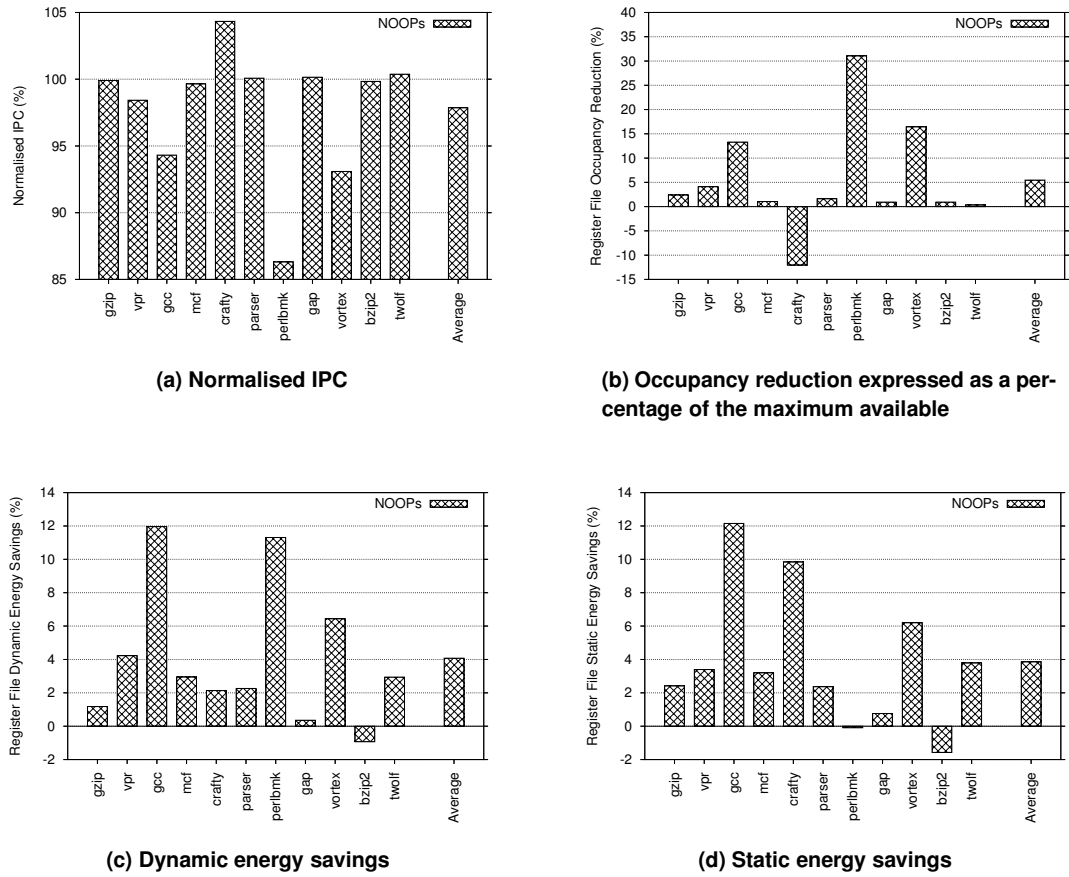 105
100
95
90
85
Normalised IPC (%)
NOOPs
gzip
vpr
gcc
mcf
crafty
parser
perlbmk
gap
vortex
bzip2
twolf
Average
(a) Normalised IPC
40
35
30
25
20
15
10
5
0
-5
-10
-15
Register File Occupancy Reduction (%)
NOOPs
gzip
vpr
gcc
mcf
crafty
parser
perlbmk
gap
vortex
bzip2
twolf
Average
(b) Occupancy reduction expressed as a per-
centage of the maximum available
14
12
10
8
6
4
2
0
-2
Register File Dynamic Energy Savings (%)
NOOPs
gzip
vpr
gcc
mcf
crafty
parser
perlbmk
gap
vortex
bzip2
twolf
Average
(c) Dynamic energy savings
14
12
10
8
6
4
2
0
-2
Register File Static Energy Savings (%)
NOOPs
gzip
vpr
gcc
mcf
crafty
parser
perlbmk
gap
vortex
bzip2
twolf
Average
(d) Static energy savings